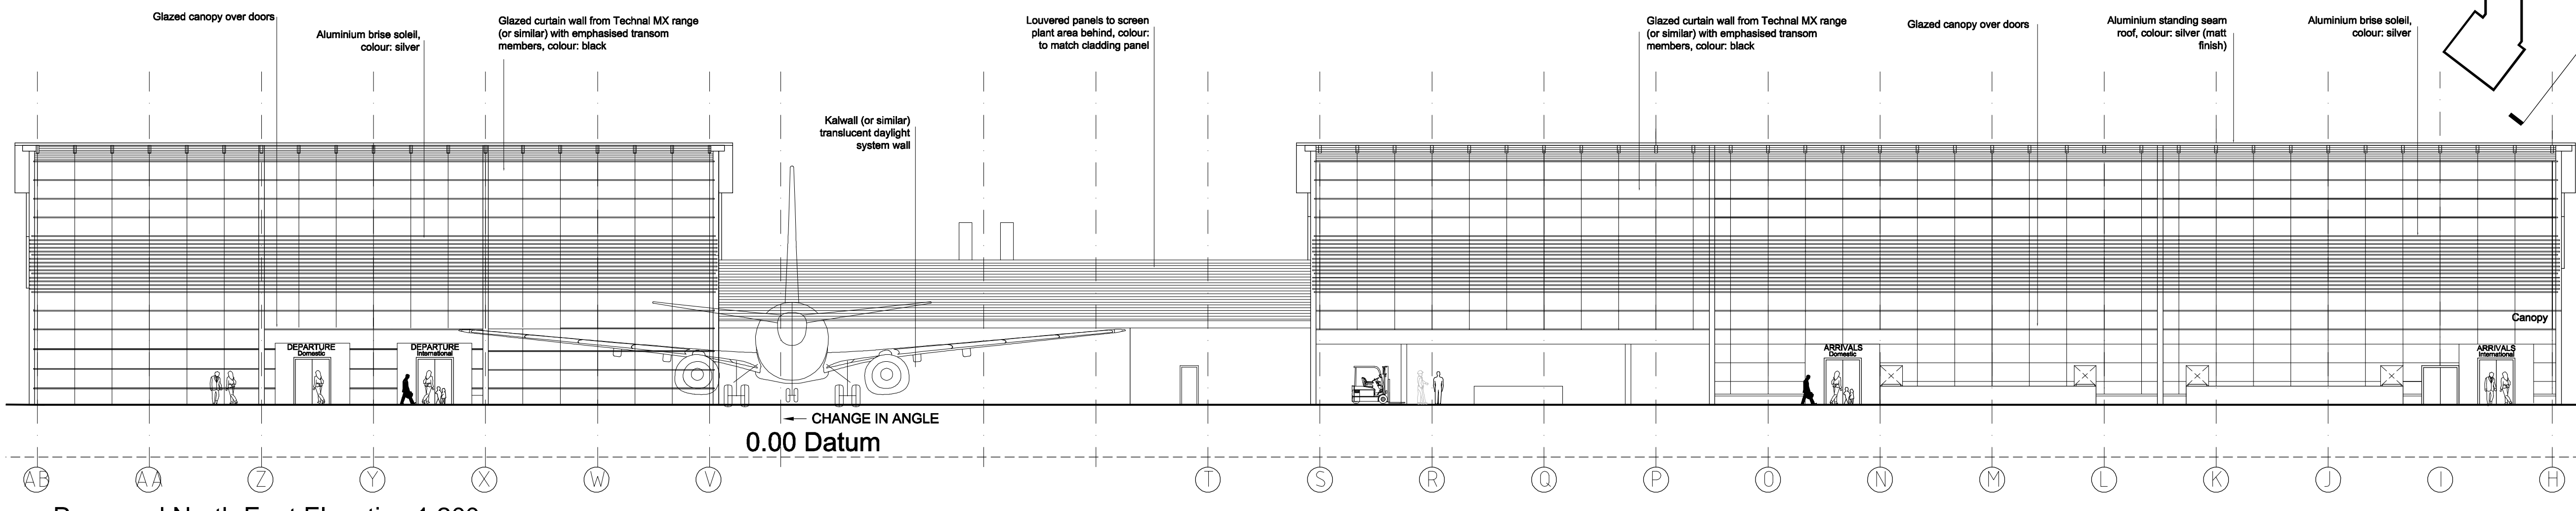 Glazed canopy over doors
Aluminium brise soleil,
colour: silver
Glazed curtain wall from Technal MX range
(or similar) with emphasised transom
members, colour: black
Louvered panels to screen
plant area behind, colour:
to match cladding panel
Glazed curtain wall from Technal MX range
(or similar) with emphasised transom
members, colour: black
Glazed canopy over doors
Aluminium standing seam
roof, colour: silver (matt
finish)
Aluminium brise soleil,
colour: silver
Kalwall (or similar)
translucent daylight
system wall
Canopy
DEPARTURE
Domestic
DEPARTURE
International
ARRIVALS
Domestic
ARRIVALS
International
CHANGE IN ANGLE
0.00 Datum
AB AA Z Y X W V T S R Q P O N M L K J I H